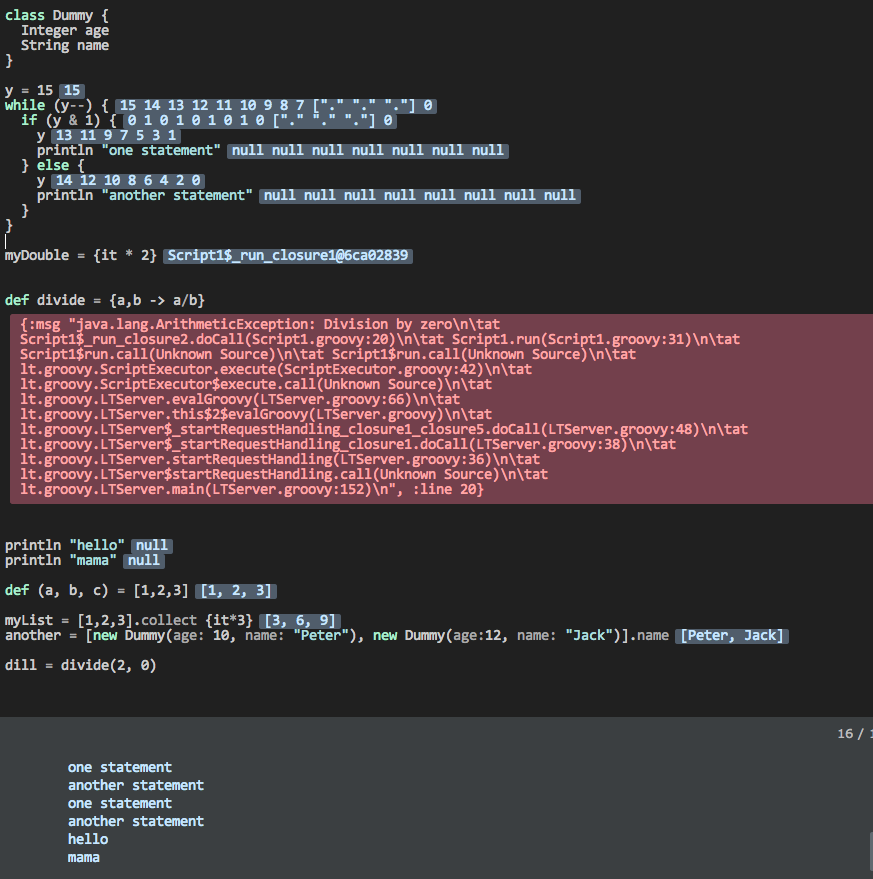 class Dummy {
  Integer age
  String name
}
y = 15 15
while (y--) { 15 14 13 12 11 10 9 8 7 ["." "." "."] 0
  if (y & 1) { 0 1 0 1 0 1 0 1 0 ["." "." "."] 0
    y 13 11 9 7 5 3 1
    println "one statement" null null null null null null null
  } else {
    y 14 12 10 8 6 4 2 0
    println "another statement" null null null null null null null null
  }
}
myDouble = {it * 2} Script1$_run_closure1@6ca02839
def divide = {a,b -> a/b}
{:msg "java.lang.ArithmeticException: Division by zero\n\tat
Script1$_run_closure2.doCall(Script1.groovy:20)\n\tat Script1.run(Script1.groovy:31)\n\tat
Script1$run.call(Unknown Source)\n\tat Script1$run.call(Unknown Source)\n\tat
lt.groovy.ScriptExecutor.execute(ScriptExecutor.groovy:42)\n\tat
lt.groovy.ScriptExecutor$execute.call(Unknown Source)\n\tat
lt.groovy.LTServer.evalGroovy(LTServer.groovy:66)\n\tat
lt.groovy.LTServer.this$2$evalGroovy(LTServer.groovy)\n\tat
lt.groovy.LTServer$_startRequestHandling_closure1_closure5.doCall(LTServer.groovy:48)\n\tat
lt.groovy.LTServer$_startRequestHandling_closure1.doCall(LTServer.groovy:38)\n\tat
lt.groovy.LTServer.startRequestHandling(LTServer.groovy:36)\n\tat
lt.groovy.LTServer$startRequestHandling.call(Unknown Source)\n\tat
lt.groovy.LTServer.main(LTServer.groovy:152)\n", :line 20}
println "hello" null
println "mama" null
def (a, b, c) = [1,2,3] [1, 2, 3]
myList = [1,2,3].collect {it*3} [3, 6, 9]
another = [new Dummy(age: 10, name: "Peter"), new Dummy(age:12, name: "Jack")].name [Peter, Jack]
dill = divide(2, 0)
16 /
one statement
another statement
one statement
another statement
hello
mama